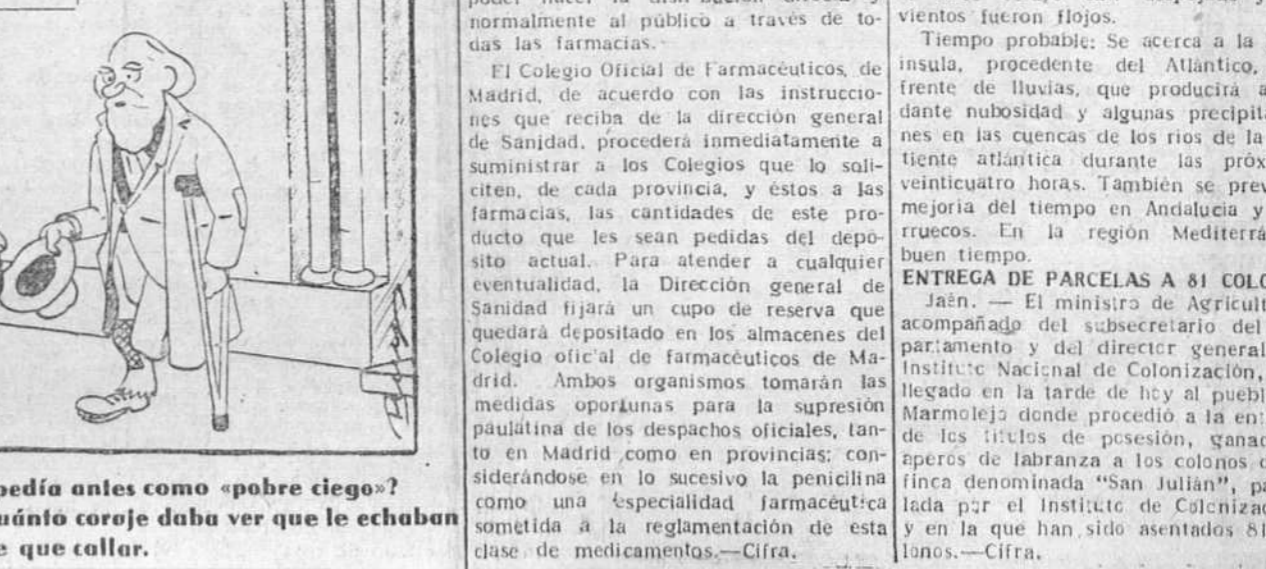 pedía antes como «pobre ciego»?
uánto coraje daba ver que le echaban
e que callar.
normalmente al público a través de to-
das las farmacias.
El Colegio Oficial de Farmacéuticos, de
Madrid, de acuerdo con las instruccio-
nes que reciba de la dirección general
de Sanidad, procederá inmediatamente a
suministrar a los Colegios que lo soli-
citen, de cada provincia, y éstos a las
farmacias, las cantidades de este pro-
ducto que les sean pedidas del depó-
sito actual. Para atender a cualquier
eventualidad, la Dirección general de
Sanidad fijará un cupo de reserva que
quedará depositado en los almacenes del
Colegio oficial de farmacéuticos de Ma-
drid. Ambos organismos tomarán las
medidas oportunas para la supresión
paulatina de los despachos oficiales, tan-
to en Madrid como en provincias; con-
siderándose en lo sucesivo la penicilina
como una especialidad farmacéutica
sometida a la reglamentación de esta
clase de medicamentos.—Cifra.
vientos fueron flojos.
Tiempo probable: Se acerca a la
insula, procedente del Atlántico,
frente de lluvias, que producirá a
dante nubosidad y algunas precipita
nes en las cuencas de los rios de la
tiente atlántica durante las próx
veinticuatro horas. También se prev
mejoria del tiempo en Andalucia y
rruecos. En la región Mediterrá
buen tiempo.
ENTREGA DE PARCELAS A 81 COLO
Jaén. — El ministro de Agricult
acompañado del subsecretario del
partamento y del director general
Instituto Nacional de Colonización,
llegado en la tarde de hoy al puebl
Marmolejo donde procedió a la ent
de los titulos de posesión, ganad
aperos de labranza a los colonos d
finca denominada "San Julián", pa
lada por el Instituto de Colonizac
y en la que han sido asentados 81
lonos.—Cifra.